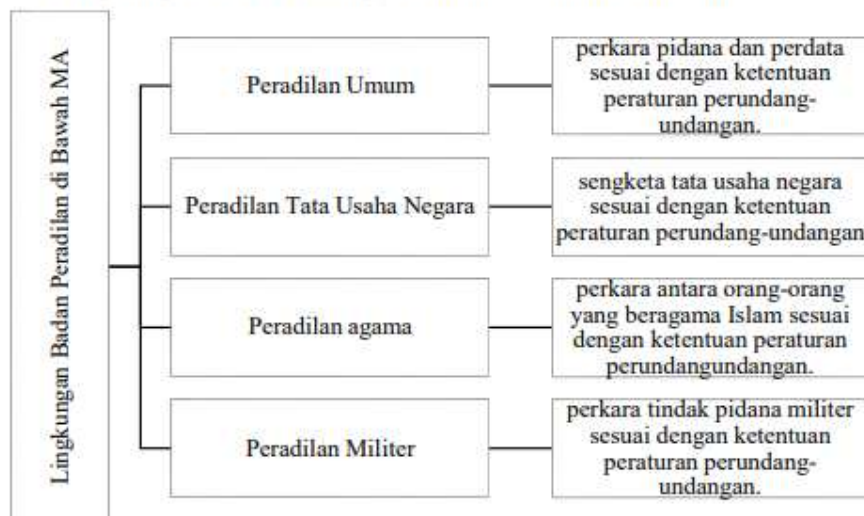 Lingkungan Badan Peradilan di Bawah MA
Peradilan Umum
perkara pidana dan perdata
sesuai dengan ketentuan
peraturan perundang-
undangan.
Peradilan Tata Usaha Negara
sengketa tata usaha negara
sesuai dengan ketentuan
peraturan perundang-undangan
Peradilan agama
perkara antara orang-orang
yang beragama Islam sesuai
dengan ketentuan peraturan
perundangundangan.
Peradilan Militer
perkara tindak pidana militer
sesuai dengan ketentuan
peraturan perundang-
undangan.